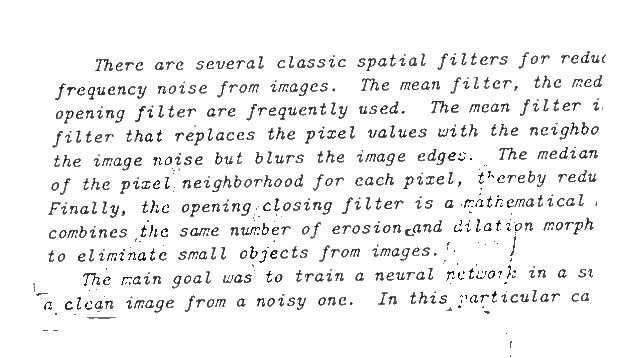 There are several classic spatial filters for redu
frequency noise from images. The mean filter, the med
opening filter are frequently used. The mean filter i
filter that replaces the pixel values with the neighbo
the image noise but blurs the image edges. The median
of the pixel neighborhood for each pixel, thereby redu
Finally, the opening closing filter is a mathematical
combines the same number of erosion and dilation morph
to eliminate small objects from images.
The main goal was to train a neural network in a
a clean image from a noisy one. In this particular ca